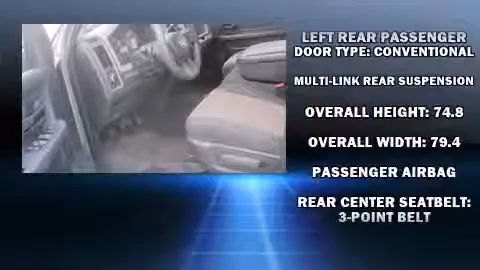 LEFT REAR PASSENGER
DOOR TYPE: CONVENTIONAL
MULTI-LINK REAR SUSPENSION
OVERALL HEIGHT: 74.8
OVERALL WIDTH: 79.4
PASSENGER AIRBAG
REAR CENTER SEATBELT:
3-POINT BELT